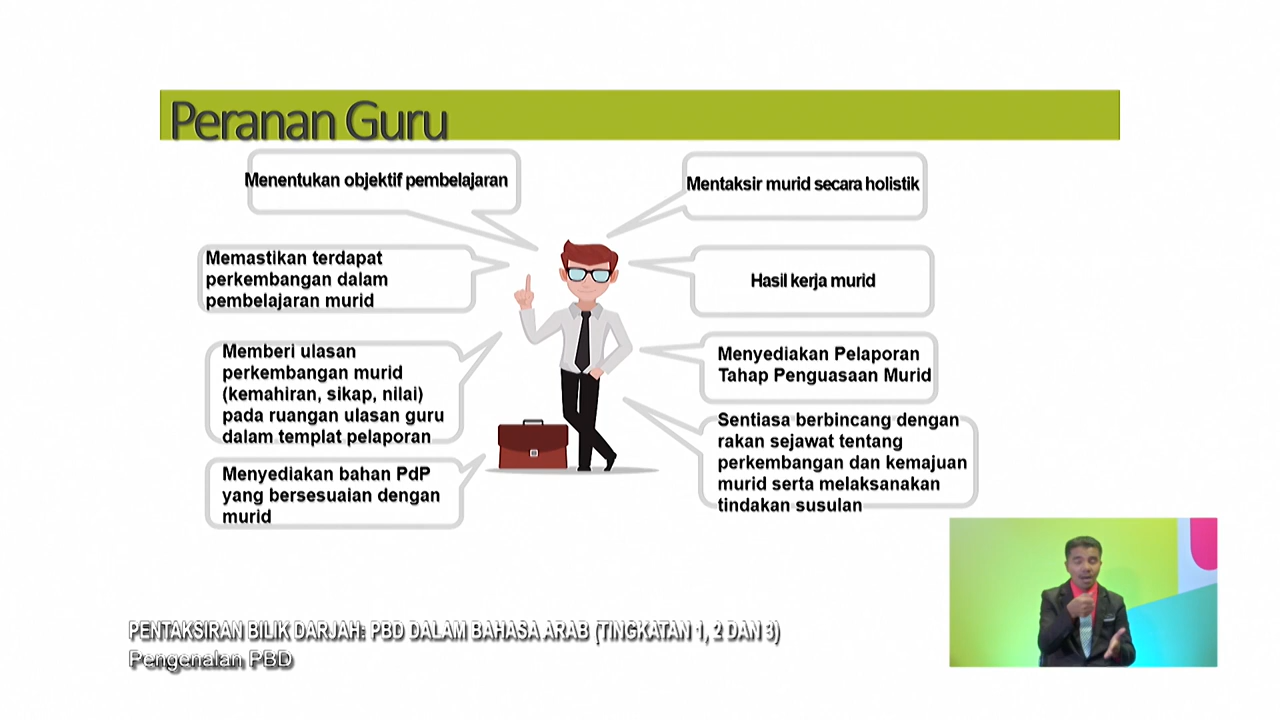 Peranan Guru
Menentukan objektif pembelajaran
Memastikan terdapat
perkembangan dalam
pembelajaran murid
Memberi ulasan
perkembangan murid
(kemahiran, sikap, nilai)
pada ruangan ulasan guru
dalam templat pelaporan
Menyediakan bahan PdP
yang bersesuaian dengan
murid
Mentaksir murid secara holistik
Hasil kerja murid
Menyediakan Pelaporan
Tahap Penguasaan Murid
Sentiasa berbincang dengan
rakan sejawat tentang
perkembangan dan kemajuan
murid serta melaksanakan
tindakan susulan
PENTAKSIRAN BILIK DARJAH: PBD DALAM BAHASA ARAB (TINGKATAN 1, 2 DAN 3)
Pengenalan PBD